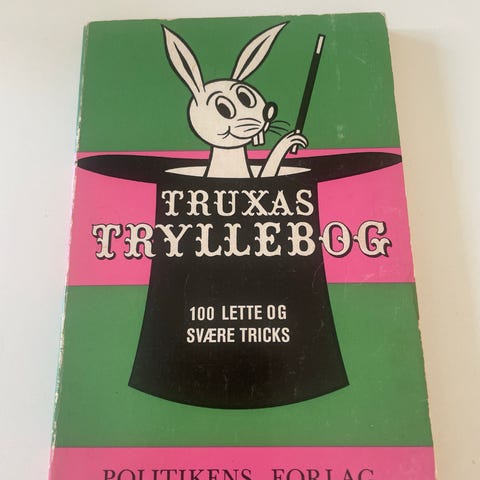 TRUXAS
TRYLLEBOG
100 LETTE OG
SVÆRE TRICKS
POLITIKENS FORLAG